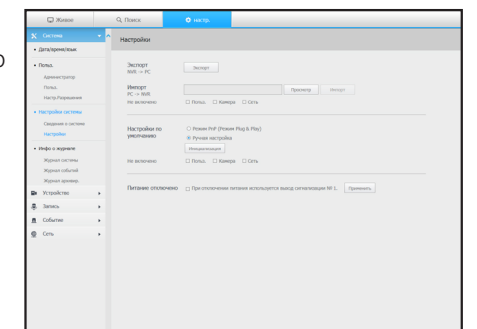 Живое
Поиск
настр.
Система
Дата/время/язык
Польз.
Администратор
Польз.
Настр.Разрешения
Настройки системы
Сведения о системе
Настройки
Инфо о журнале
Журнал системы
Журнал событий
Журнал архивир.
Устройство
Запись
Событие
Сеть
Настройки
Экспорт
NVR -> PC
Экспорт
Импорт
PC -> NVR
Просмотр
Импорт
Не включено
Польз. Камера Сеть
Настройки по умолчанию
Режим PnP (Режим Plug & Play)
Ручная настройка
Инициализация
Не включено
Польз. Камера Сеть
Питание отключено
При отключении питания используется выход сигнализации № 1.
Применить